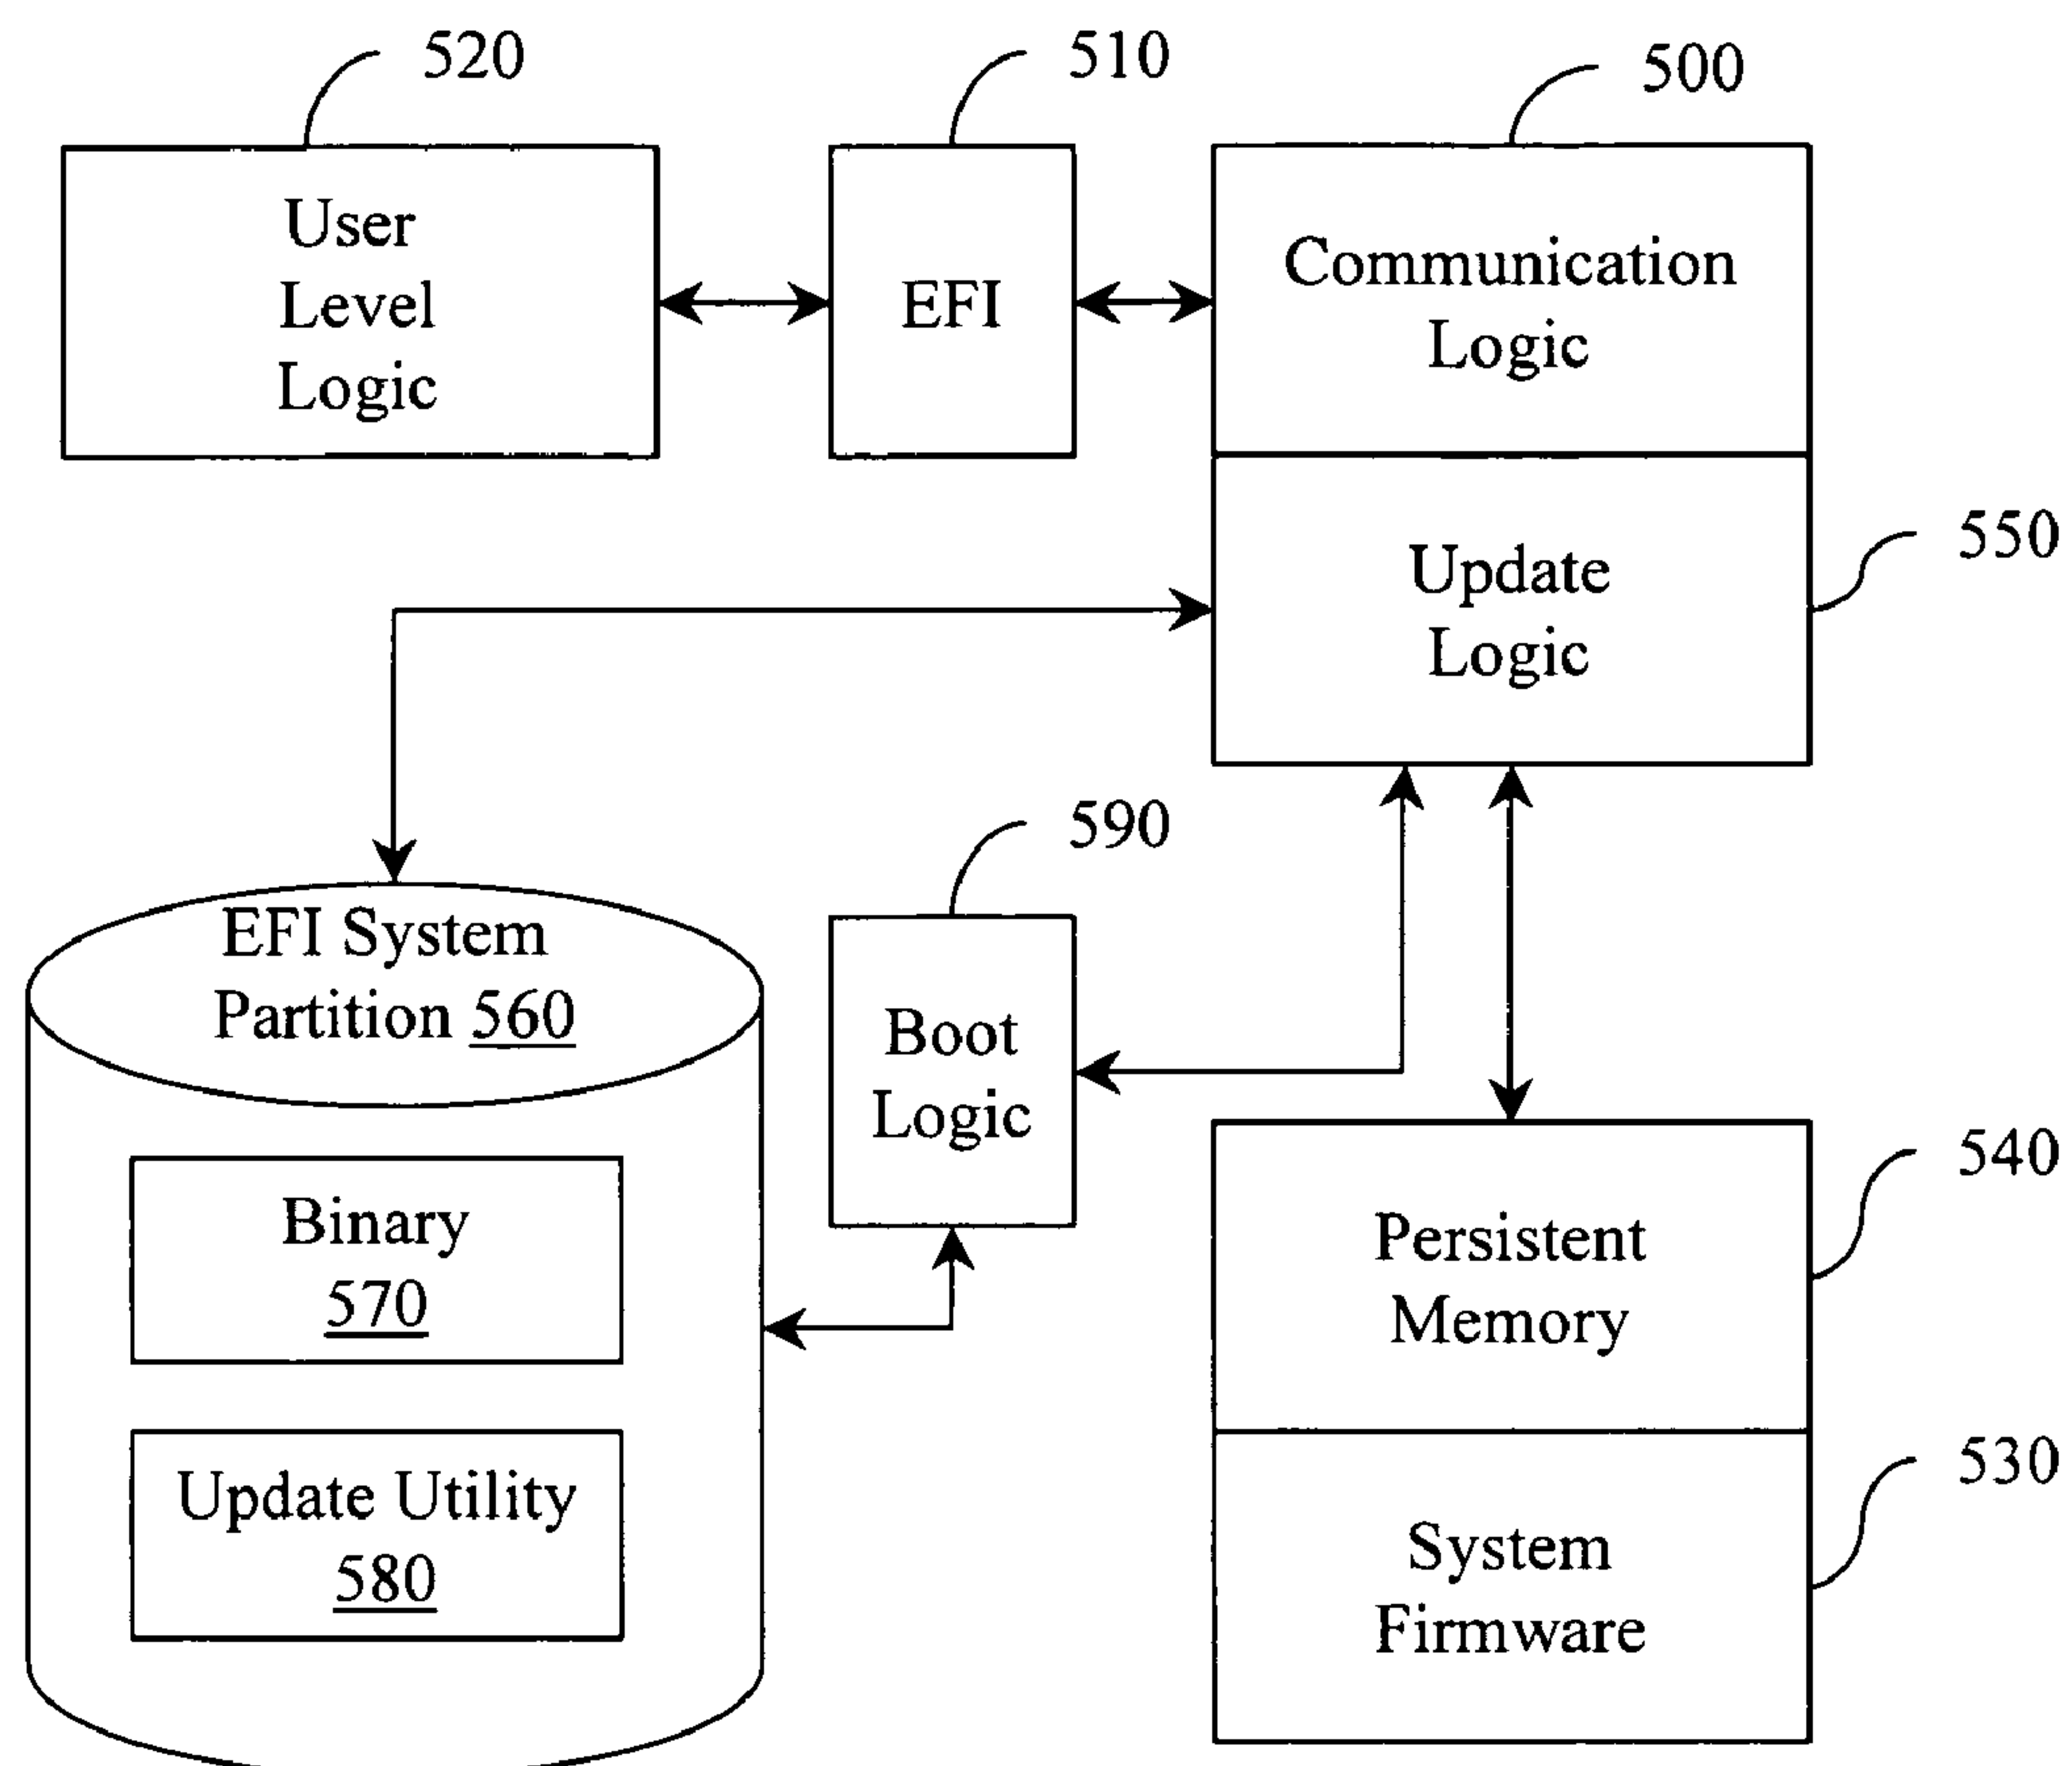 520
510
500
User
Level
Logic
EFI
Communication
Logic
Update
Logic
550
590
EFI System
Partition 560
Boot
Logic
Binary
570
Update Utility
580
540
Persistent
Memory
530
System
Firmware